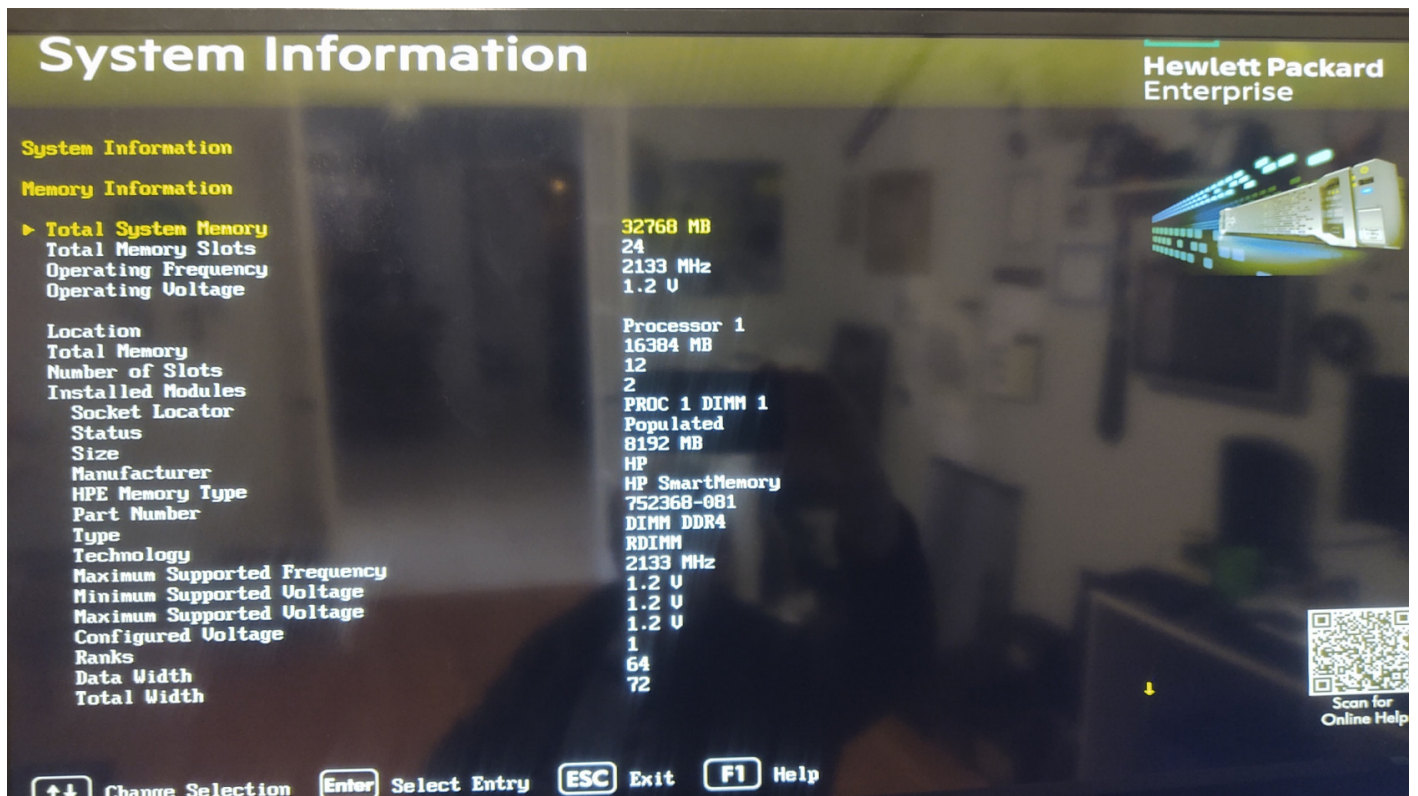 System Information
Hewlett Packard
Enterprise
System Information
Memory Information
Total System Memory 32768 MB
Total Memory Slots 24
Operating Frequency 2133 MHz
Operating Voltage 1.2 V
Location Processor 1
Total Memory 16384 MB
Number of Slots 12
Installed Modules 2
Socket Locator PROC 1 DIMM 1
Status Populated
Size 8192 MB
Manufacturer HP
HPE Memory Type HP SmartMemory
Part Number 752368-081
Type DIMM DDR4
Technology RDIMM
Maximum Supported Frequency 2133 MHz
Minimum Supported Voltage 1.2 V
Maximum Supported Voltage 1.2 V
Configured Voltage 1.2 V
Ranks 1
Data Width 64
Total Width 72
Scan for
Online Help
Change Selection Enter Select Entry ESC Exit F1 Help